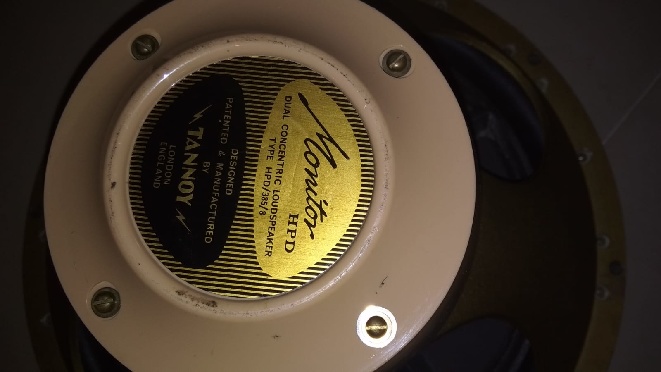 Monitor
HPD
DUAL CONCENTRIC LOUDSPEAKER
TYPE HPD/385/8
DESIGNED
PATENTED & MANUFACTURED
BY
TANNOY
LONDON
ENGLAND